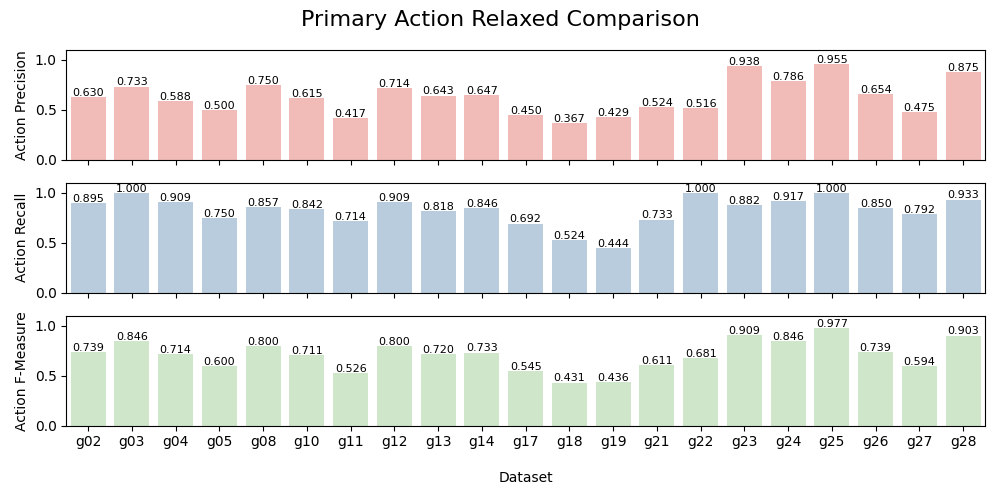 Primary Action Relaxed Comparison
Action Precision
1.0
0.5
0.0
0.630 0.733 0.588 0.500 0.750 0.615 0.417 0.714 0.643 0.647 0.450 0.367 0.429 0.524 0.516 0.938 0.786 0.955 0.654 0.475 0.875
Action Recall
1.0
0.5
0.0
0.895 1.000 0.909 0.750 0.857 0.842 0.714 0.909 0.818 0.846 0.692 0.524 0.444 0.733 1.000 0.882 0.917 1.000 0.850 0.792 0.933
Action F-Measure
1.0
0.5
0.0
0.739 0.846 0.714 0.600 0.800 0.711 0.526 0.800 0.720 0.733 0.545 0.431 0.436 0.611 0.681 0.909 0.846 0.977 0.739 0.594 0.903
g02 g03 g04 g05 g08 g10 g11 g12 g13 g14 g17 g18 g19 g21 g22 g23 g24 g25 g26 g27 g28
Dataset